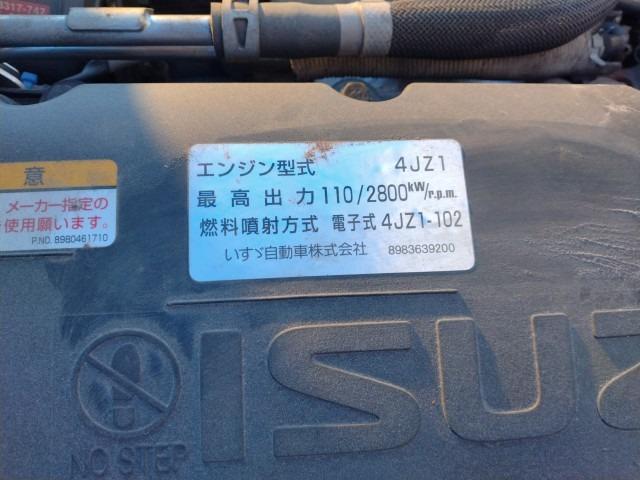 3317-747
エンジン型式 4JZ1
最高出力 110/2800kW/r.p.m.
燃料噴射方式 電子式 4JZ1-102
いすゞ自動車株式会社 8983639200
意
メーカー指定の
使用願います。
P.NO. 8980461710
ISUZ
NO STEP